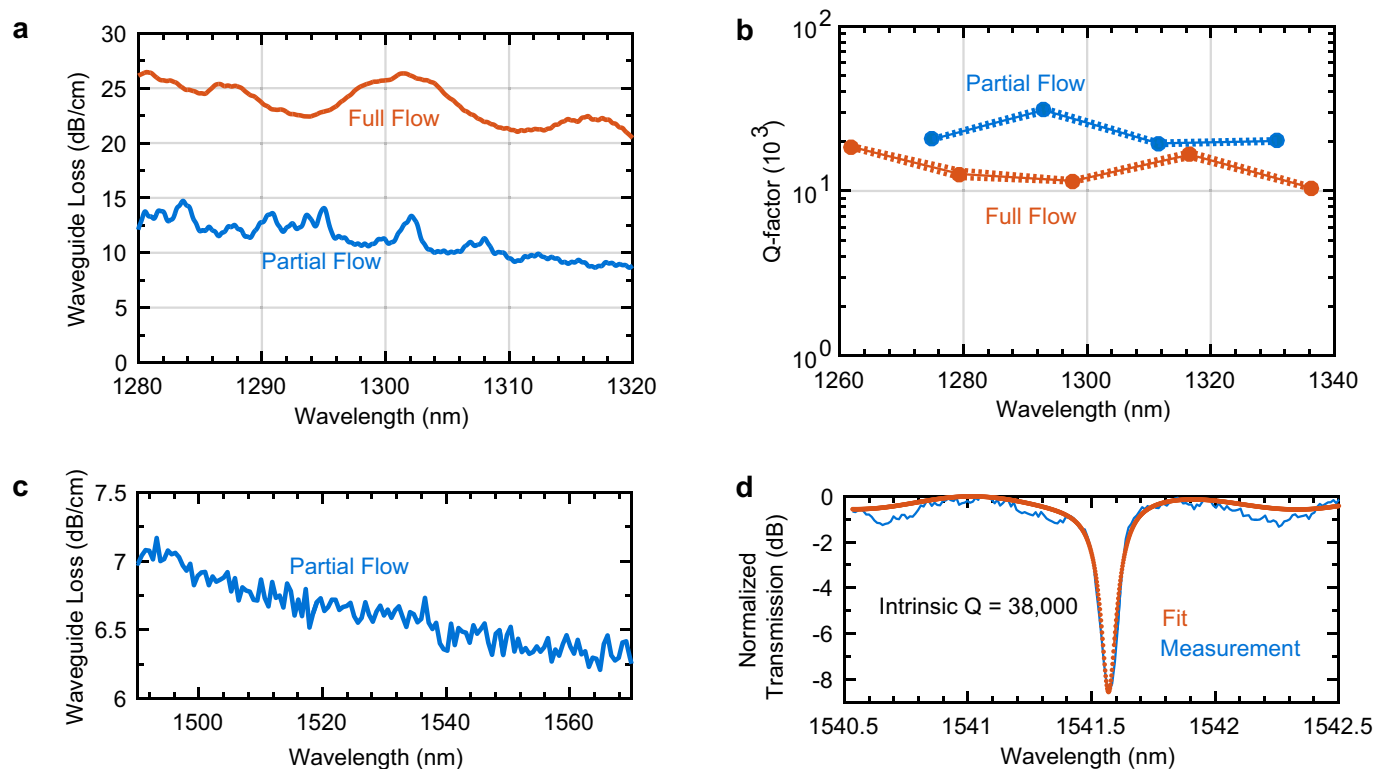 a
30
25
20
15
10
5
0
Waveguide Loss (dB/cm)
Full Flow
Partial Flow
1280 1290 1300 1310 1320
Wavelength (nm)
b
10^2
10^1
10^0
Q-factor (10^3)
Partial Flow
Full Flow
1260 1280 1300 1320 1340
Wavelength (nm)
c
7.5
7
6.5
6
Waveguide Loss (dB/cm)
Partial Flow
1500 1520 1540 1560
Wavelength (nm)
d
0
-2
-4
-6
-8
Normalized
Transmission (dB)
Intrinsic Q = 38,000
Fit
Measurement
1540.5 1541 1541.5 1542 1542.5
Wavelength (nm)